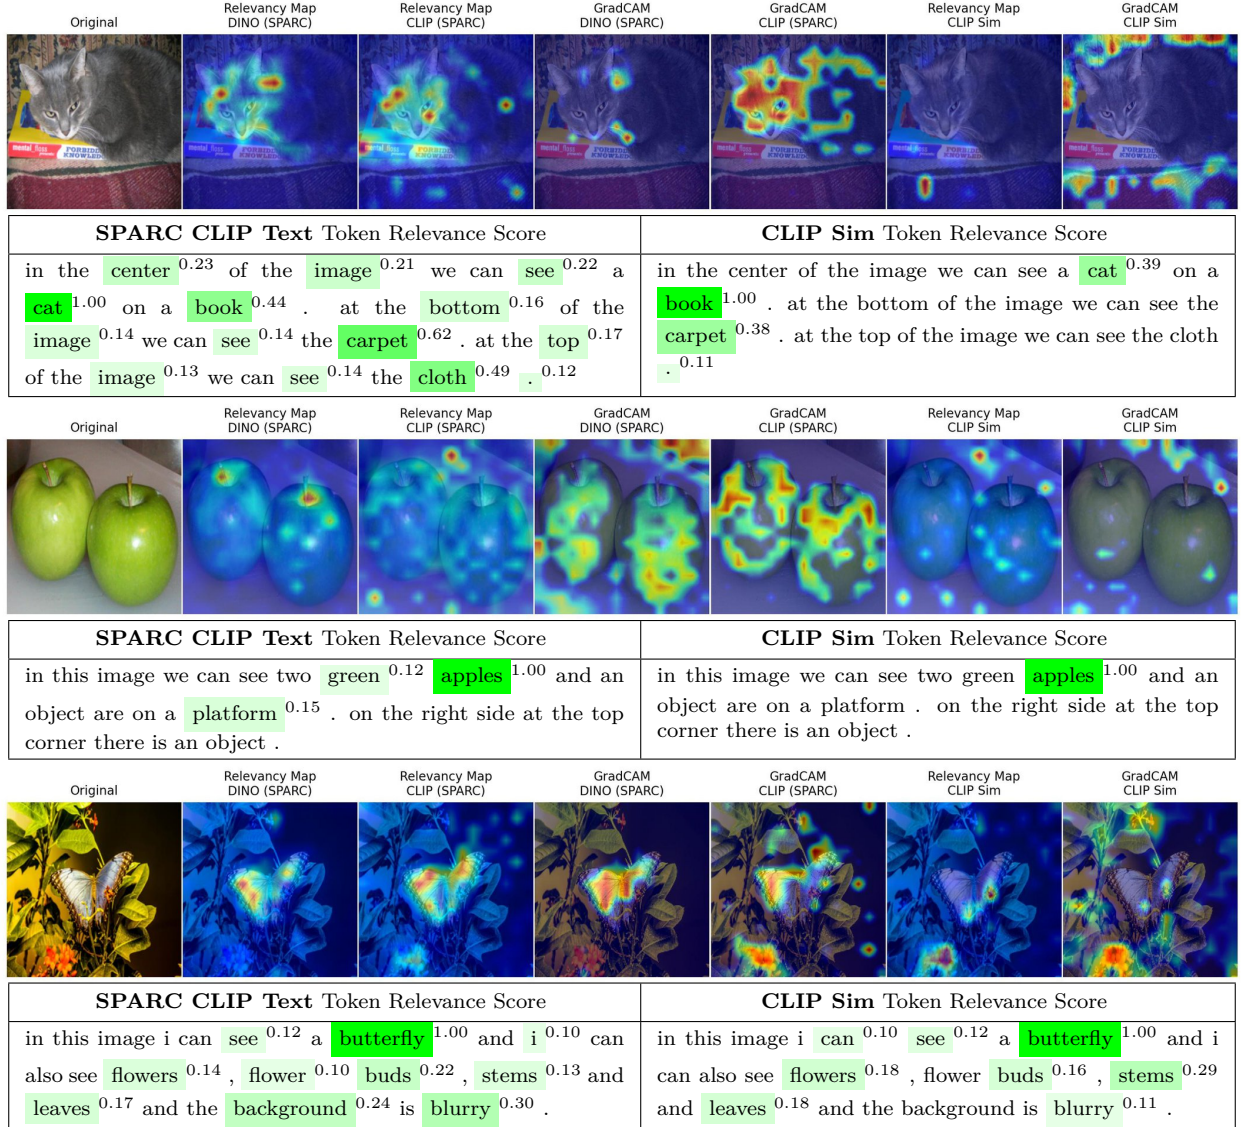 Original
Relevancy Map
DINO (SPARC)
Relevancy Map
CLIP (SPARC)
GradCAM
DINO (SPARC)
GradCAM
CLIP (SPARC)
Relevancy Map
CLIP Sim
GradCAM
CLIP Sim
mental_floss
FORBIDDEN
KNOWLEDGE
SPARC CLIP Text Token Relevance Score
in the center 0.23 of the image 0.21 we can see 0.22 a
cat 1.00 on a book 0.44 . at the bottom 0.16 of the
image 0.14 we can see 0.14 the carpet 0.62 . at the top 0.17
of the image 0.13 we can see 0.14 the cloth 0.49 . 0.12
CLIP Sim Token Relevance Score
in the center of the image we can see a cat 0.39 on a
book 1.00 . at the bottom of the image we can see the
carpet 0.38 . at the top of the image we can see the cloth
. 0.11
Original
Relevancy Map
DINO (SPARC)
Relevancy Map
CLIP (SPARC)
GradCAM
DINO (SPARC)
GradCAM
CLIP (SPARC)
Relevancy Map
CLIP Sim
GradCAM
CLIP Sim
SPARC CLIP Text Token Relevance Score
in this image we can see two green 0.12 apples 1.00 and an
object are on a platform 0.15 . on the right side at the top
corner there is an object .
CLIP Sim Token Relevance Score
in this image we can see two green apples 1.00 and an
object are on a platform . on the right side at the top
corner there is an object .
Original
Relevancy Map
DINO (SPARC)
Relevancy Map
CLIP (SPARC)
GradCAM
DINO (SPARC)
GradCAM
CLIP (SPARC)
Relevancy Map
CLIP Sim
GradCAM
CLIP Sim
SPARC CLIP Text Token Relevance Score
in this image i can see 0.12 a butterfly 1.00 and i 0.10 can
also see flowers 0.14 , flower 0.10 buds 0.22 , stems 0.13 and
leaves 0.17 and the background 0.24 is blurry 0.30 .
CLIP Sim Token Relevance Score
in this image i can 0.10 see 0.12 a butterfly 1.00 and i
can also see flowers 0.18 , flower buds 0.16 , stems 0.29
and leaves 0.18 and the background is blurry 0.11 .